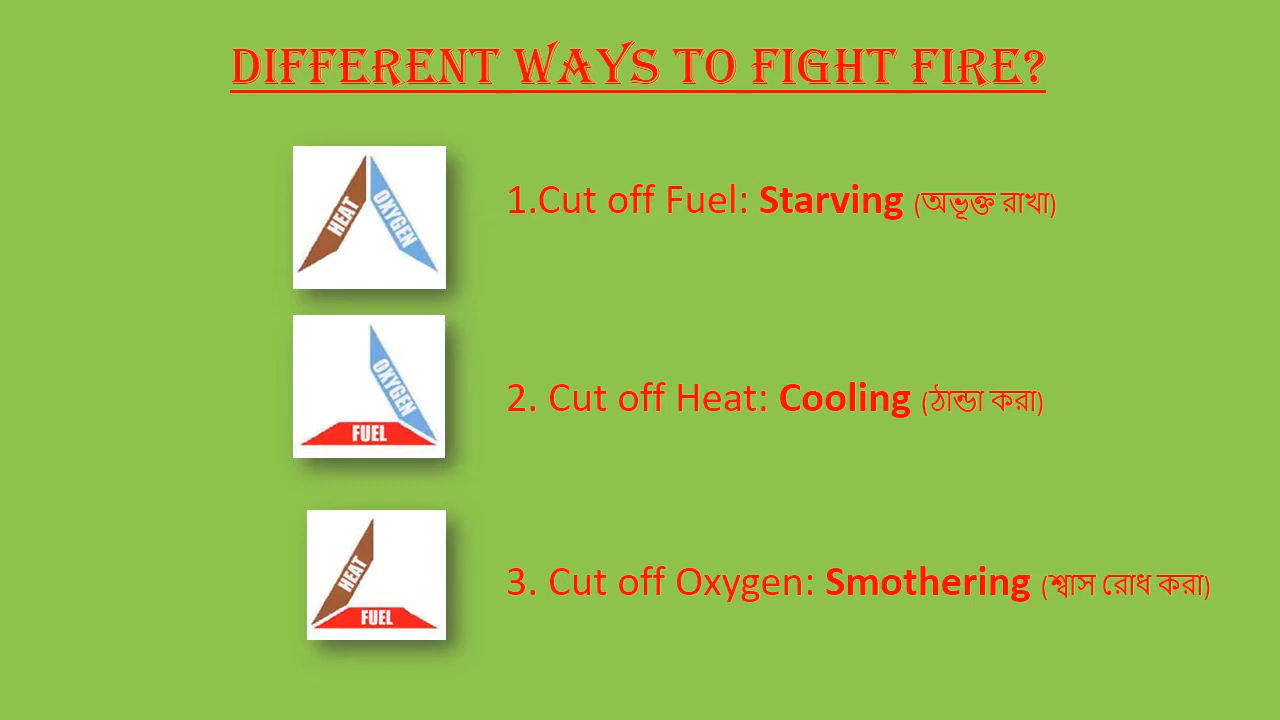 DIFFERENT WAYS TO FIGHT FIRE?
HEAT
OXYGEN
1.Cut off Fuel: Starving (অভূক্ত রাখা)
OXYGEN
FUEL
2. Cut off Heat: Cooling (ঠান্ডা করা)
HEAT
FUEL
3. Cut off Oxygen: Smothering (শ্বাস রোধ করা)